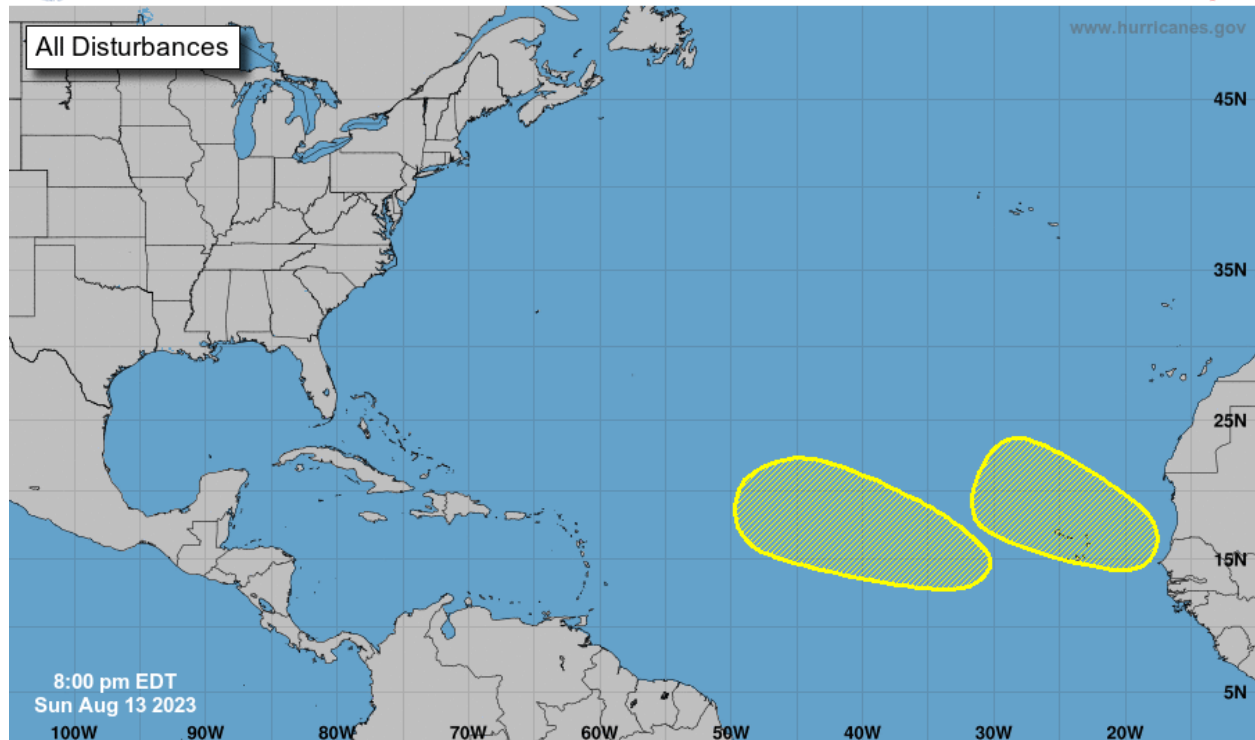 All Disturbances
www.hurricanes.gov
45N
35N
25N
15N
5N
8:00 pm EDT
Sun Aug 13 2023
100W 90W 80W 70W 60W 50W 40W 30W 20W